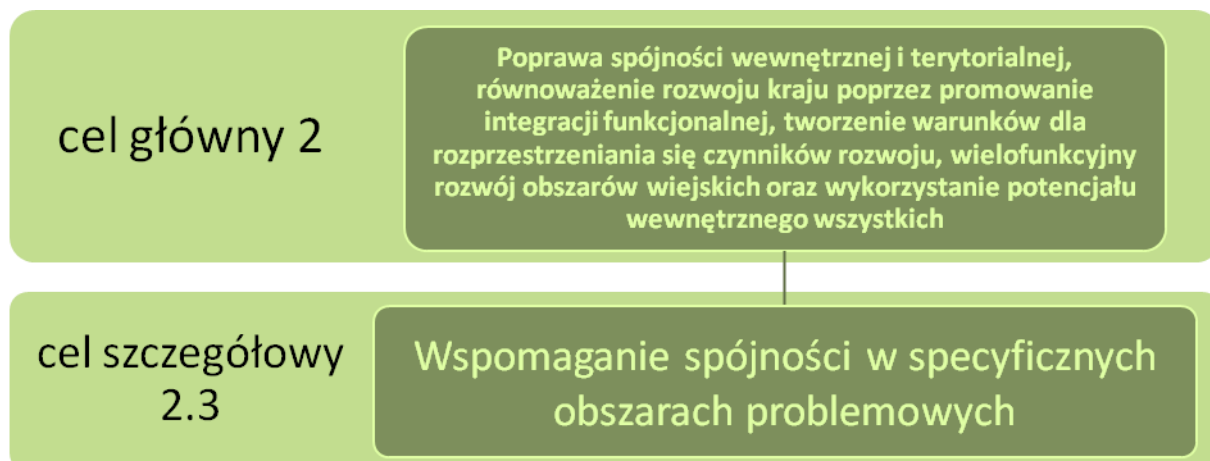 cel główny 2
Poprawa spójności wewnętrznej i terytorialnej,
równoważenie rozwoju kraju poprzez promowanie
integracji funkcjonalnej, tworzenie warunków dla
rozprzestrzeniania się czynników rozwoju, wielofunkcyjny
rozwój obszarów wiejskich oraz wykorzystanie potencjału
wewnętrznego wszystkich
cel szczegółowy
2.3
Wspomaganie spójności w specyficznych
obszarach problemowych